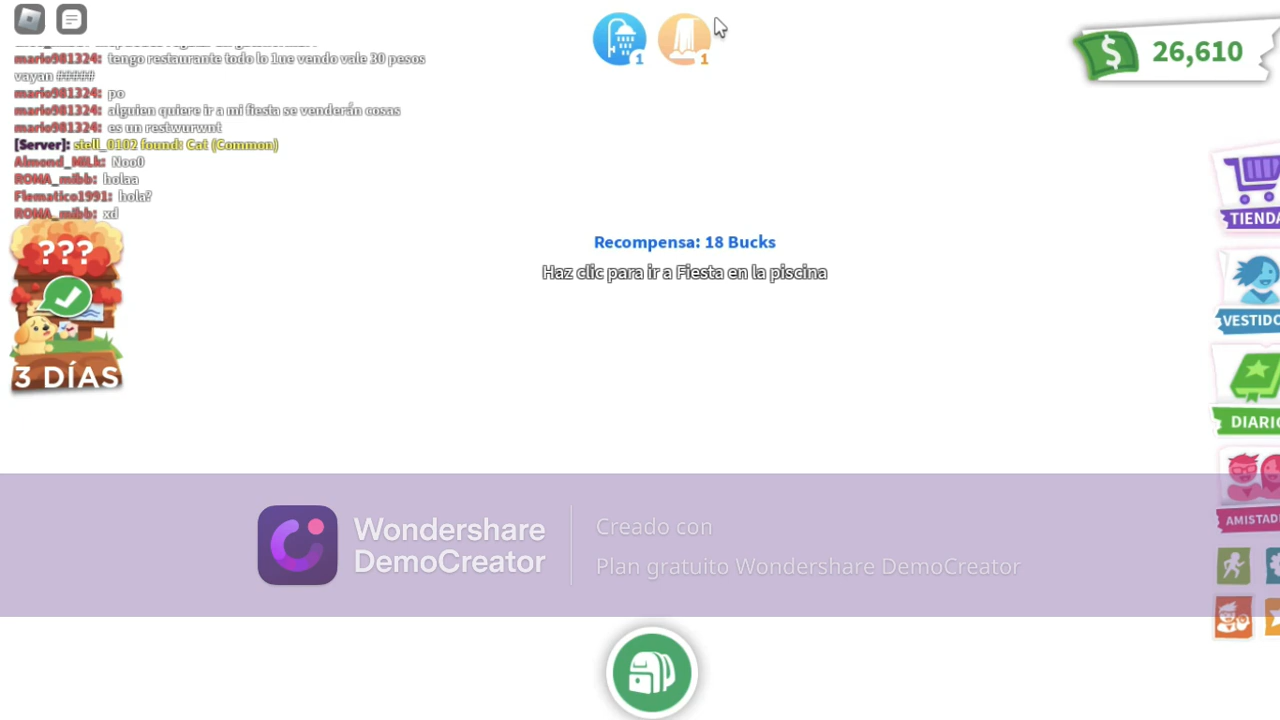 mario981324: tengo restaurante todo lo 1ue vendo vale 30 pesos
vayan #####
mario981324: po
mario981324: alguien quiere ir a mi fiesta se venderán cosas
mario981324: es un restwurwnt
[Server]: stell_0102 found: Cat (Common)
Almond_MiLk: Noo0
ROMA_mibb: holaa
Flematico1991: hola?
ROMA_mibb: xd
1
1
26,610
???
3 DÍAS
Recompensa: 18 Bucks
Haz clic para ir a Fiesta en la piscina
TIENDA
VESTIDO
DIARIO
AMISTAD
Wondershare
DemoCreator
Creado con
Plan gratuito Wondershare DemoCreator